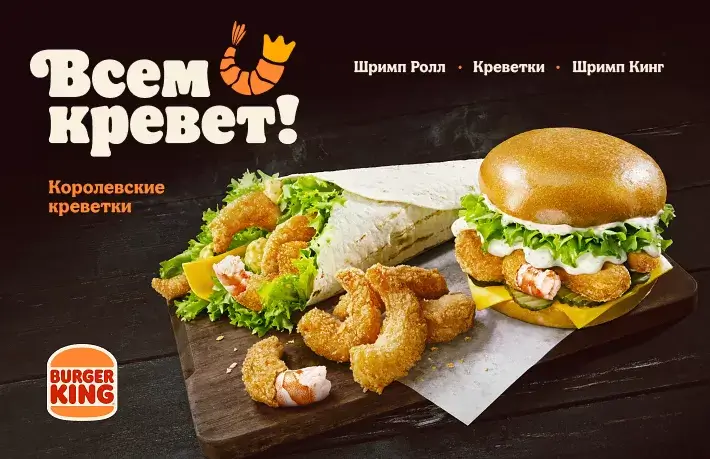 Всем
кревет!
Шримп Ролл · Креветки · Шримп Кинг
Королевские
креветки
BURGER
KING